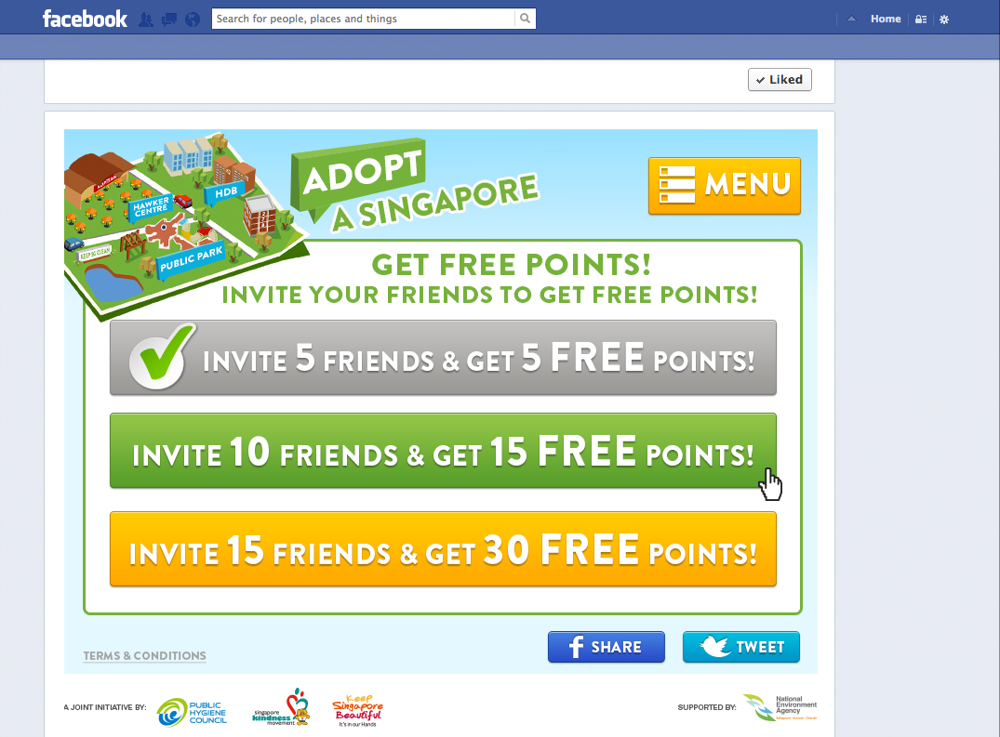 facebook
Search for people, places and things
Home
Liked
ADOPT
A SINGAPORE
MENU
HAWKER
CENTRE
HDB
KEEP SG CLEAN
PUBLIC PARK
GET FREE POINTS!
INVITE YOUR FRIENDS TO GET FREE POINTS!
INVITE 5 FRIENDS & GET 5 FREE POINTS!
INVITE 10 FRIENDS & GET 15 FREE POINTS!
INVITE 15 FRIENDS & GET 30 FREE POINTS!
TERMS & CONDITIONS
f SHARE
TWEET
A JOINT INITIATIVE BY:
PUBLIC
HYGIENE
COUNCIL
singapore
kindness
movement
Keep
Singapore
Beautiful
It's in our Hands
SUPPORTED BY:
National
Environment
Agency